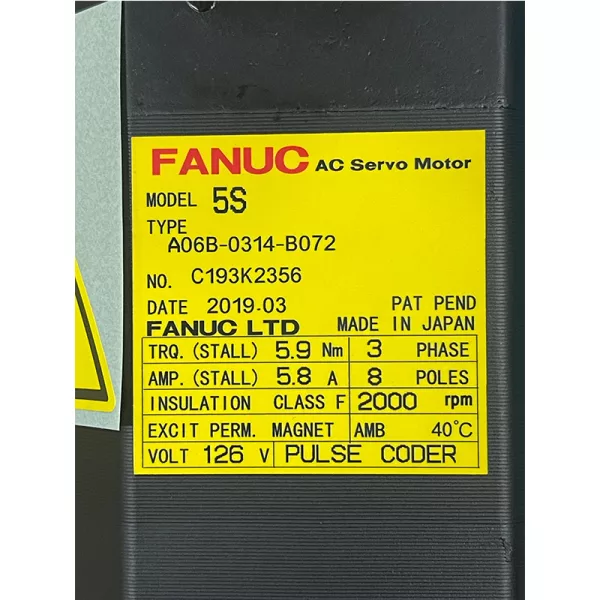 FANUC AC Servo Motor
MODEL 5S
TYPE
A06B-0314-B072
NO. C193K2356
DATE 2019.03 PAT PEND
FANUC LTD MADE IN JAPAN
TRQ. (STALL) 5.9 Nm 3 PHASE
AMP. (STALL) 5.8 A 8 POLES
INSULATION CLASS F 2000 rpm
EXCIT PERM. MAGNET AMB 40°C
VOLT 126 V PULSE CODER